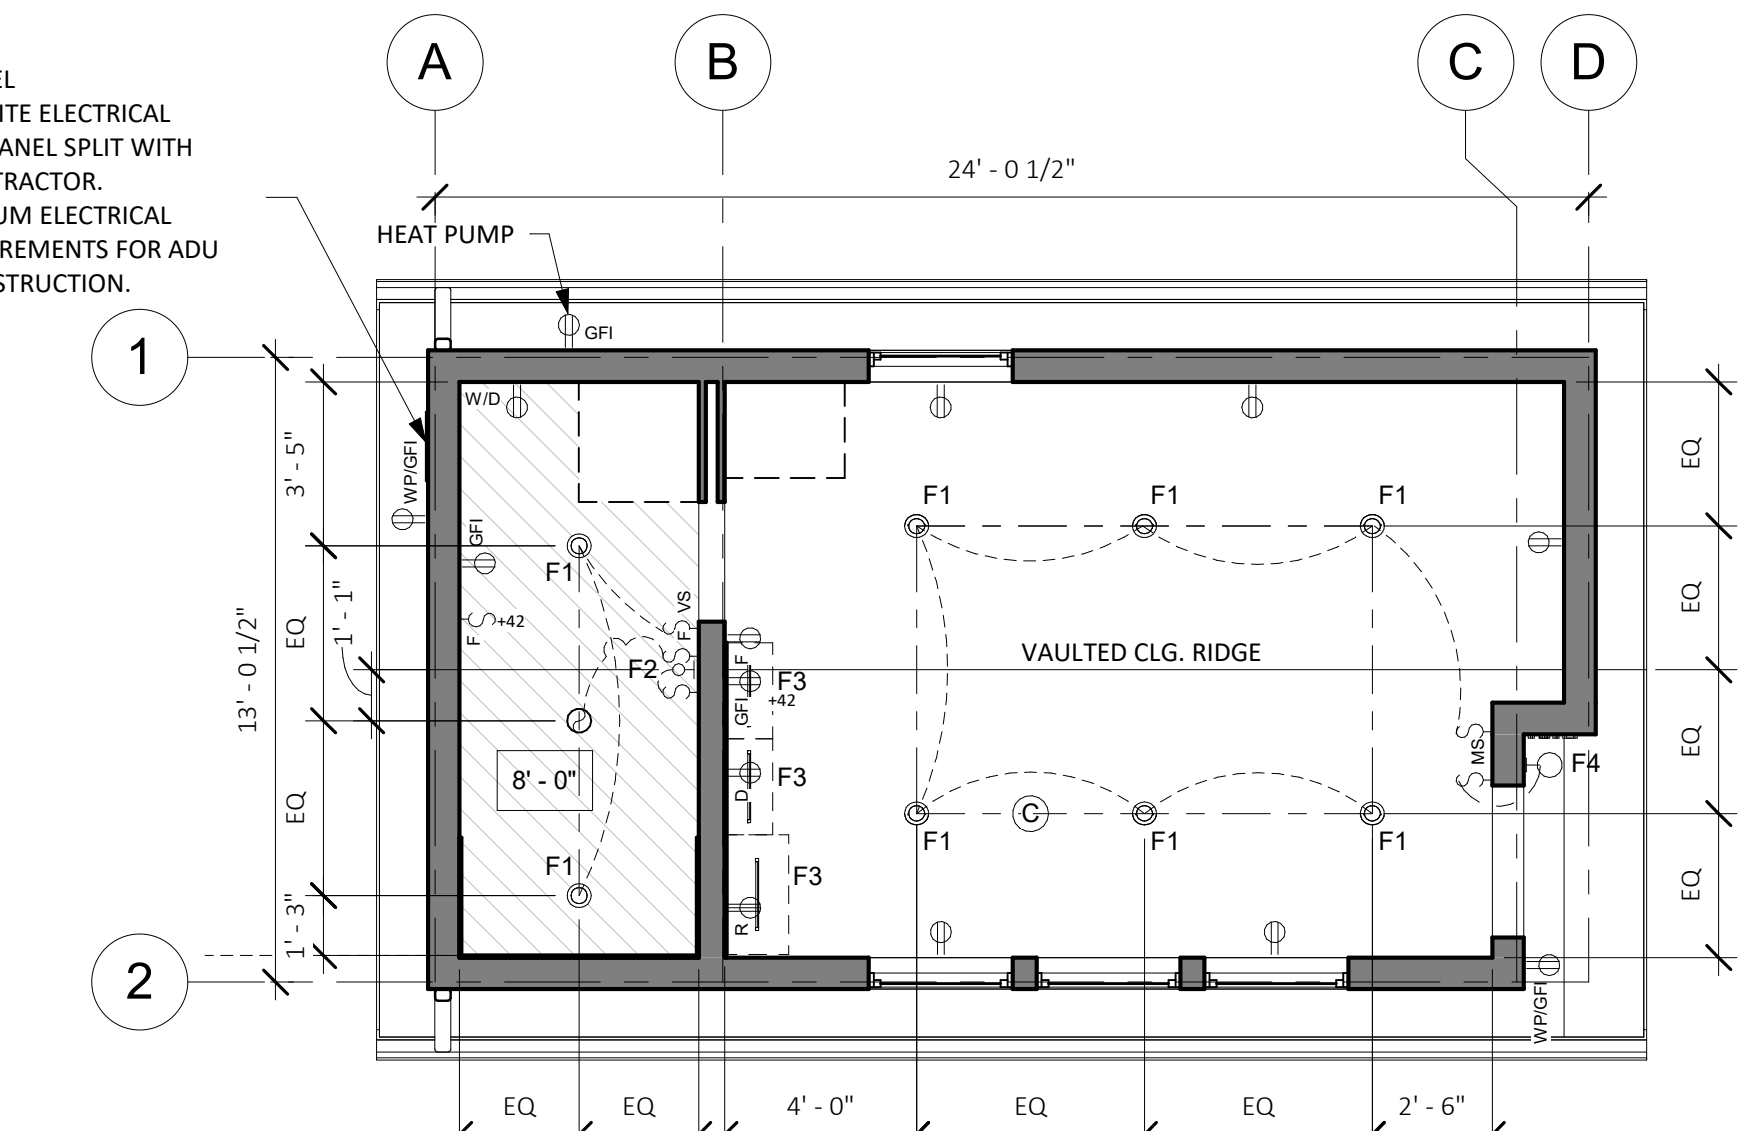 A
B
C
D
EL
ITE ELECTRICAL
ANEL SPLIT WITH
TRACTOR.
UM ELECTRICAL
IREMENTS FOR ADU
STRUCTION.
24' - 0 1/2"
HEAT PUMP
GFI
1
W/D
3' - 5"
WP/GFI
GFI
EQ
F1
F1
F1
F1
EQ
1' - 1"
EQ
VS
F
+42
F
13' - 0 1/2"
F2
F
F3
+42
GFI
VAULTED CLG. RIDGE
EQ
8' - 0"
F3
D
MS
F4
EQ
EQ
C
F1
F1
F1
F1
F3
R
EQ
1' - 3"
2
WP/GFI
EQ
EQ
4' - 0"
EQ
EQ
2' - 6"